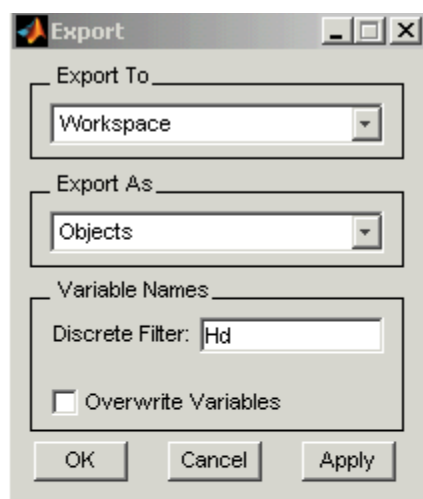 Export
Export To
Workspace
Export As
Objects
Variable Names
Discrete Filter: Hd
Overwrite Variables
OK Cancel Apply